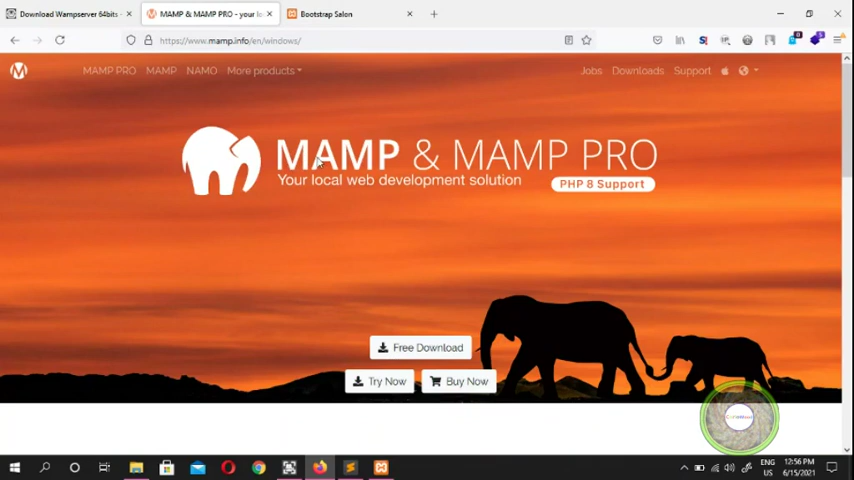 Download Wampserver 64bits
MAMP & MAMP PRO - your lo
Bootstrap Salon
https://www.mamp.info/en/windows/
MAMP PRO MAMP NAMO More products
Jobs Downloads Support
MAMP & MAMP PRO
Your local web development solution
PHP 8 Support
Free Download
Try Now Buy Now
ENG
US
12:56 PM
6/15/2021